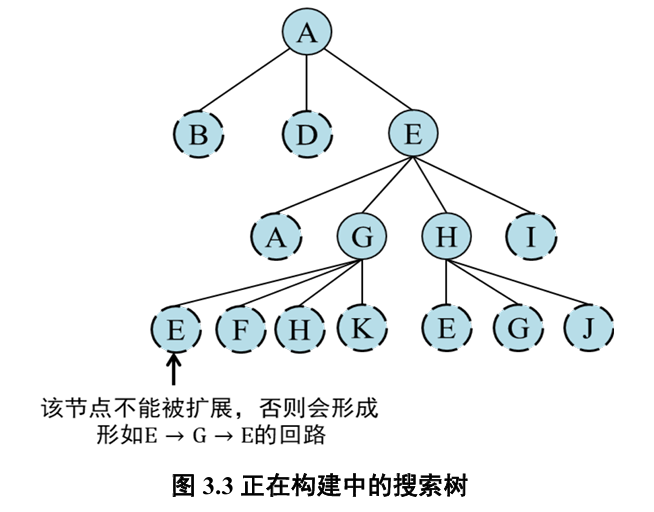 A
B D E
A G H I
E F H K E G J
该节点不能被扩展，否则会形成
形如E → G → E的回路
图 3.3 正在构建中的搜索树